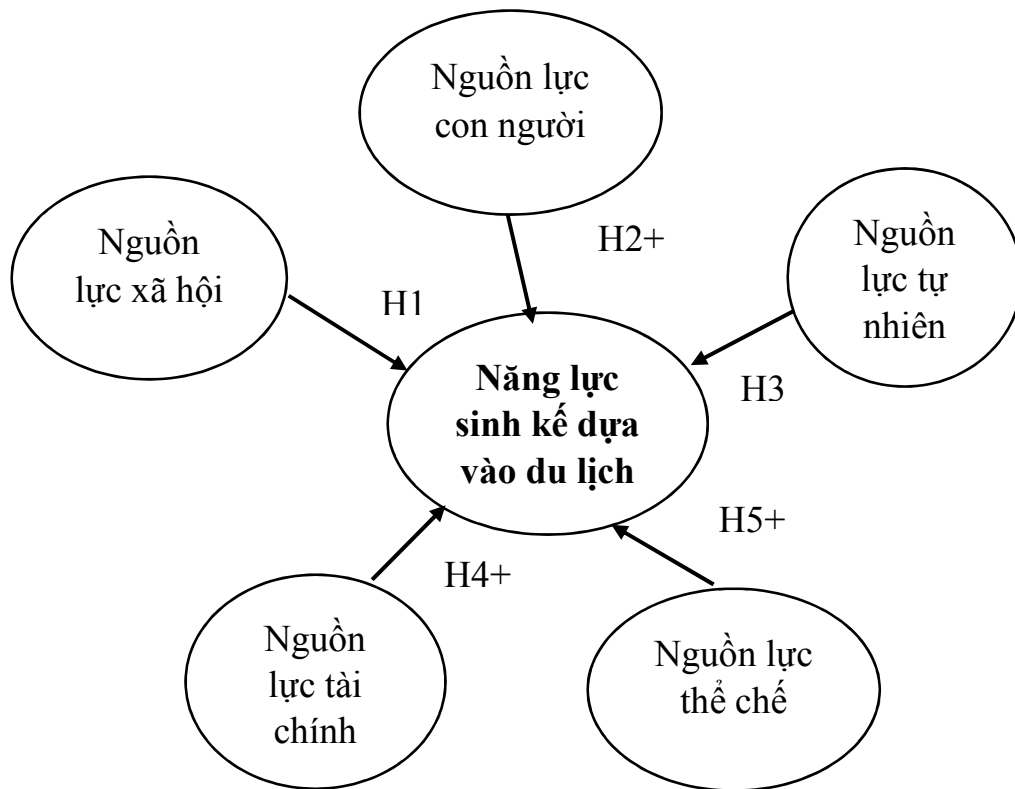 Nguồn lực
con người
H2+
Nguồn
lực xã hội
H1
Nguồn
lực tự
nhiên
H3
Năng lực
sinh kế dựa
vào du lịch
H5+
H4+
Nguồn
lực tài
chính
Nguồn lực
thể chế